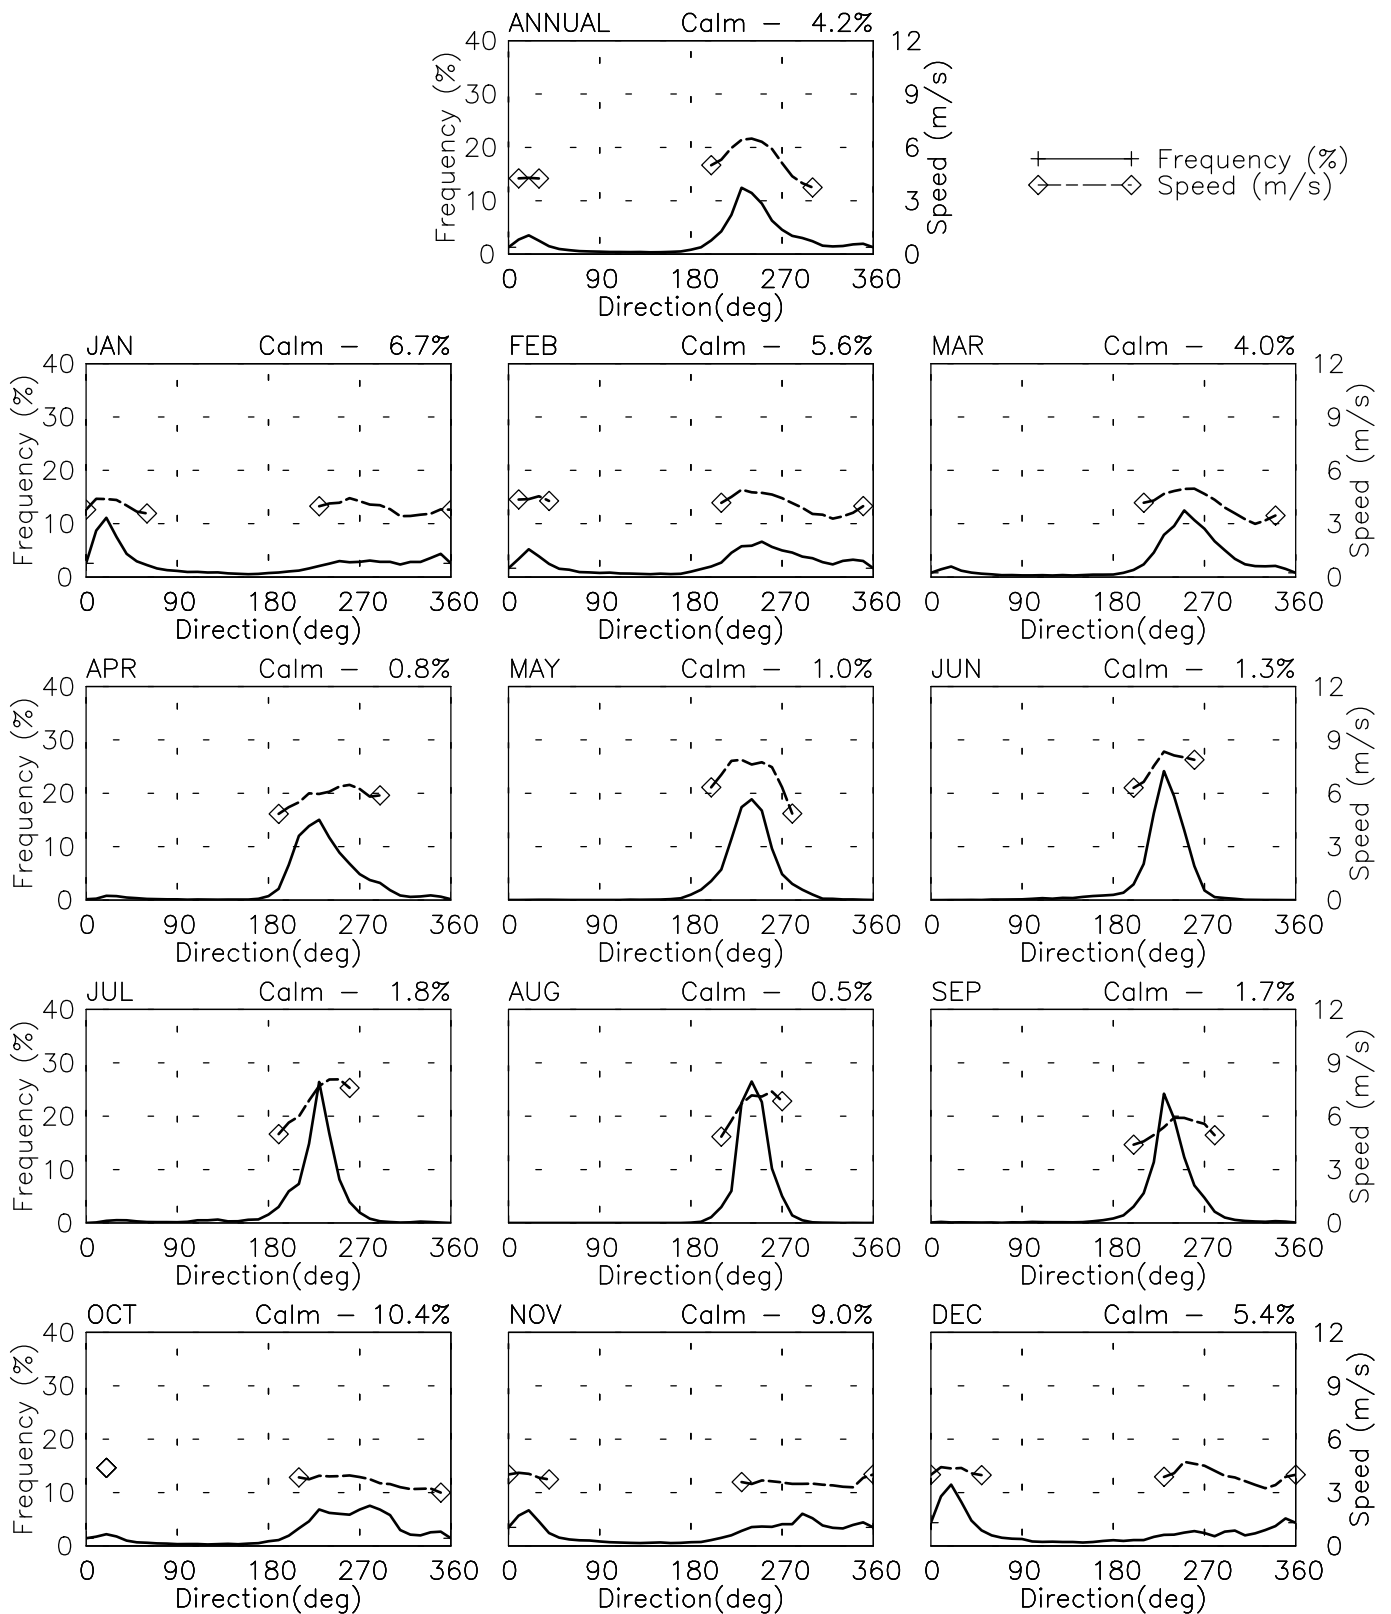 ANNUAL Calm – 4.2%
40 12
30 9
20 6
10 3
0 0
Frequency (%)
Speed (m/s)
0 90 180 270 360
Direction(deg)
Frequency (%)
Speed (m/s)
JAN Calm – 6.7% FEB Calm – 5.6% MAR Calm – 4.0%
40 12
30 9
20 6
10 3
0 0
Frequency (%)
Speed (m/s)
0 90 180 270 360 0 90 180 270 360 0 90 180 270 360
Direction(deg) Direction(deg) Direction(deg)
APR Calm – 0.8% MAY Calm – 1.0% JUN Calm – 1.3%
40 12
30 9
20 6
10 3
0 0
Frequency (%)
Speed (m/s)
0 90 180 270 360 0 90 180 270 360 0 90 180 270 360
Direction(deg) Direction(deg) Direction(deg)
JUL Calm – 1.8% AUG Calm – 0.5% SEP Calm – 1.7%
40 12
30 9
20 6
10 3
0 0
Frequency (%)
Speed (m/s)
0 90 180 270 360 0 90 180 270 360 0 90 180 270 360
Direction(deg) Direction(deg) Direction(deg)
OCT Calm – 10.4% NOV Calm – 9.0% DEC Calm – 5.4%
40 12
30 9
20 6
10 3
0 0
Frequency (%)
Speed (m/s)
0 90 180 270 360 0 90 180 270 360 0 90 180 270 360
Direction(deg) Direction(deg) Direction(deg)